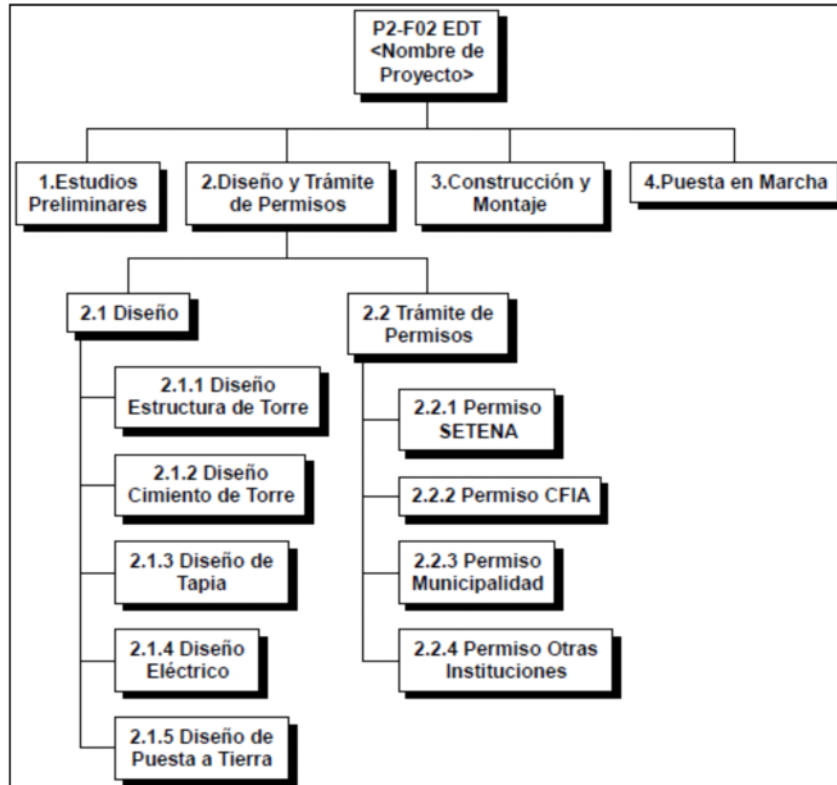 P2-F02 EDT
<Nombre de
Proyecto>
1.Estudios
Preliminares
2.Diseño y Trámite
de Permisos
3.Construcción y
Montaje
4.Puesta en Marcha
2.1 Diseño
2.1.1 Diseño
Estructura de Torre
2.1.2 Diseño
Cimiento de Torre
2.1.3 Diseño de
Tapia
2.1.4 Diseño
Eléctrico
2.1.5 Diseño de
Puesta a Tierra
2.2 Trámite de
Permisos
2.2.1 Permiso
SETENA
2.2.2 Permiso CFIA
2.2.3 Permiso
Municipalidad
2.2.4 Permiso Otras
Instituciones